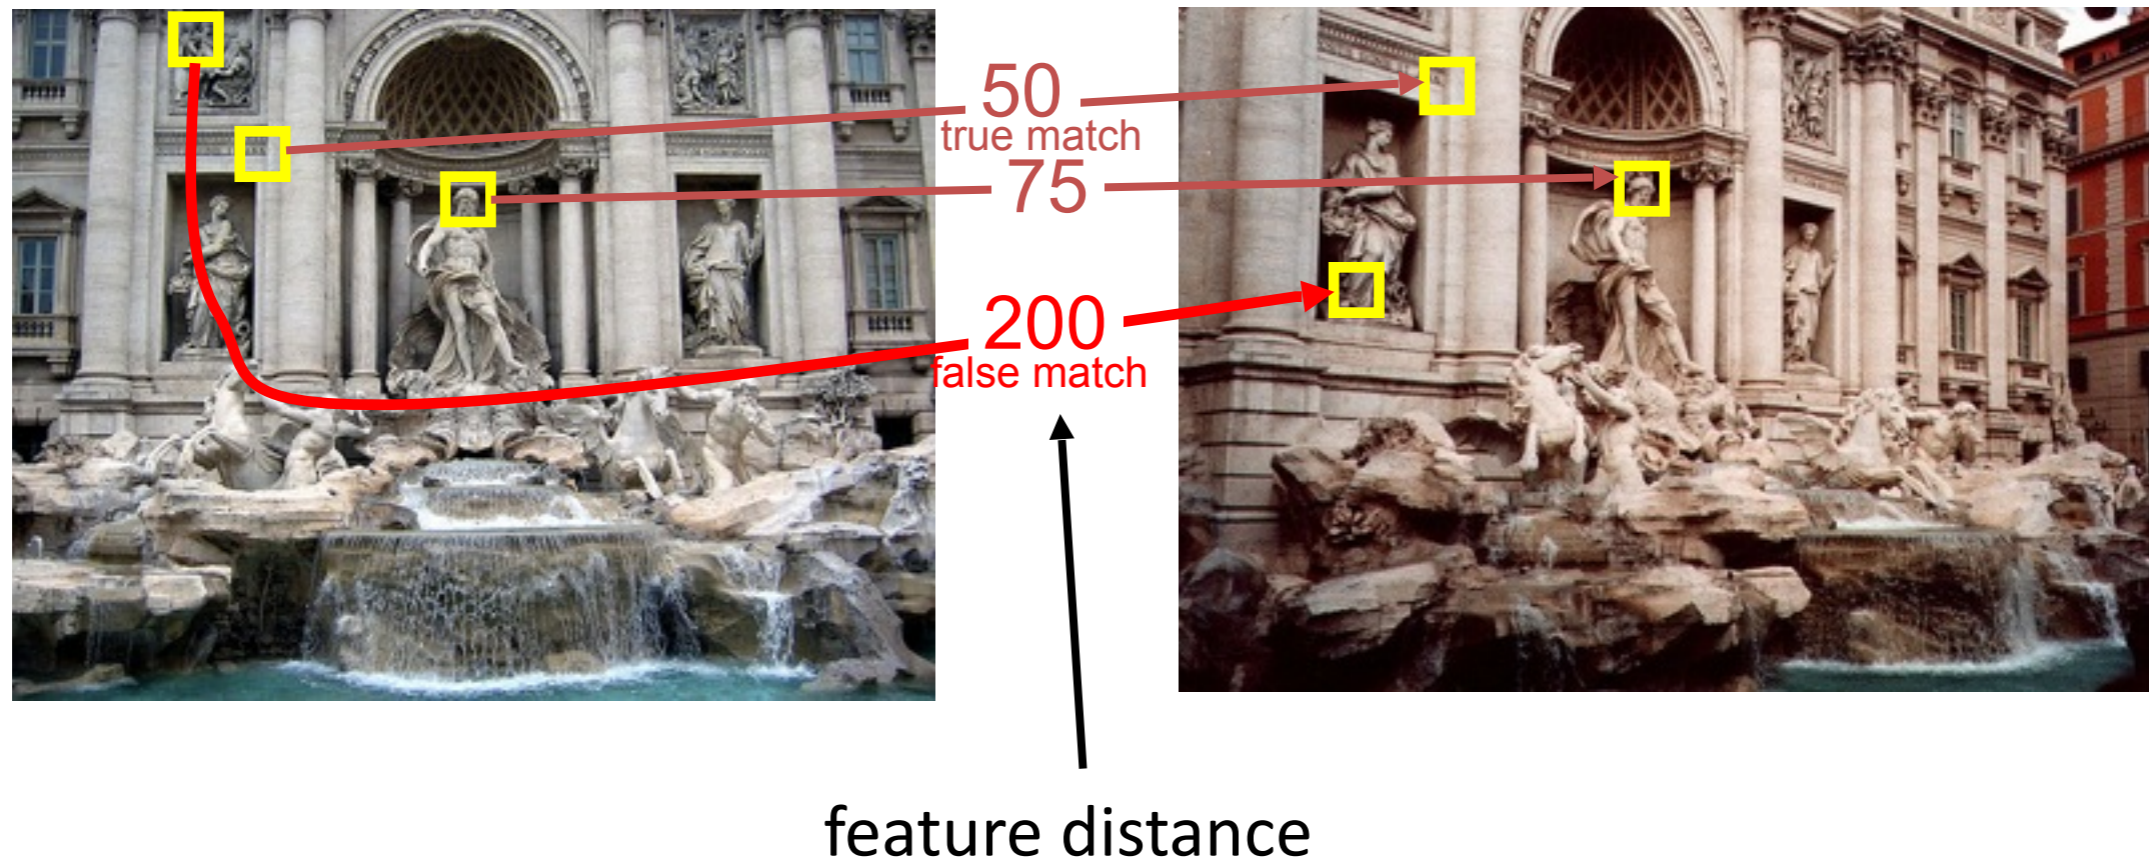 50
true match
75
200
false match
feature distance